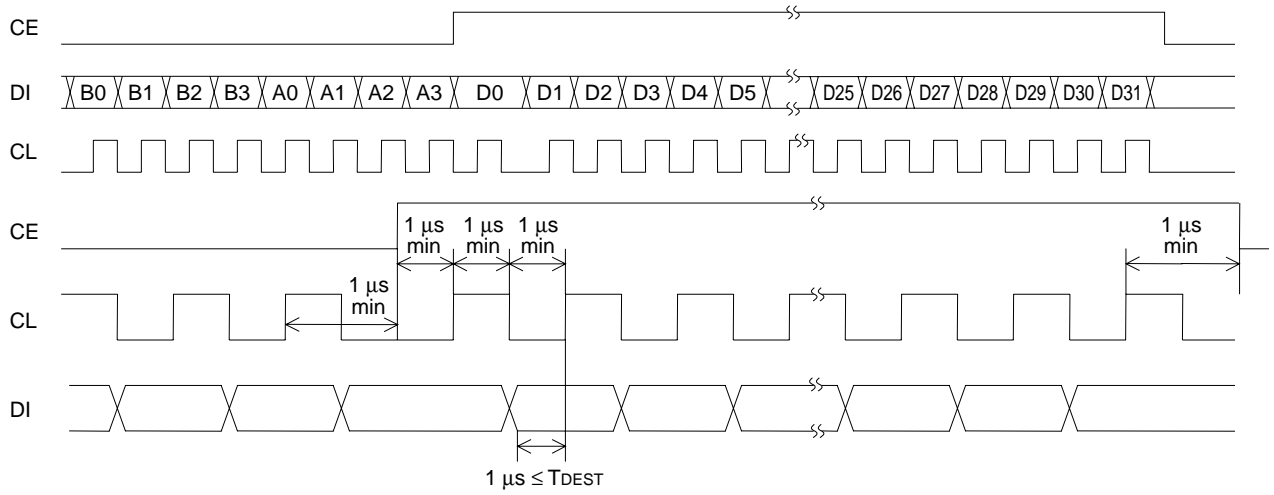 CE
DI B0 B1 B2 B3 A0 A1 A2 A3 D0 D1 D2 D3 D4 D5 D25 D26 D27 D28 D29 D30 D31
CL
CE
1 μs min
1 μs min
1 μs min
1 μs min
1 μs min
CL
DI
1 μs ≤ TDEST